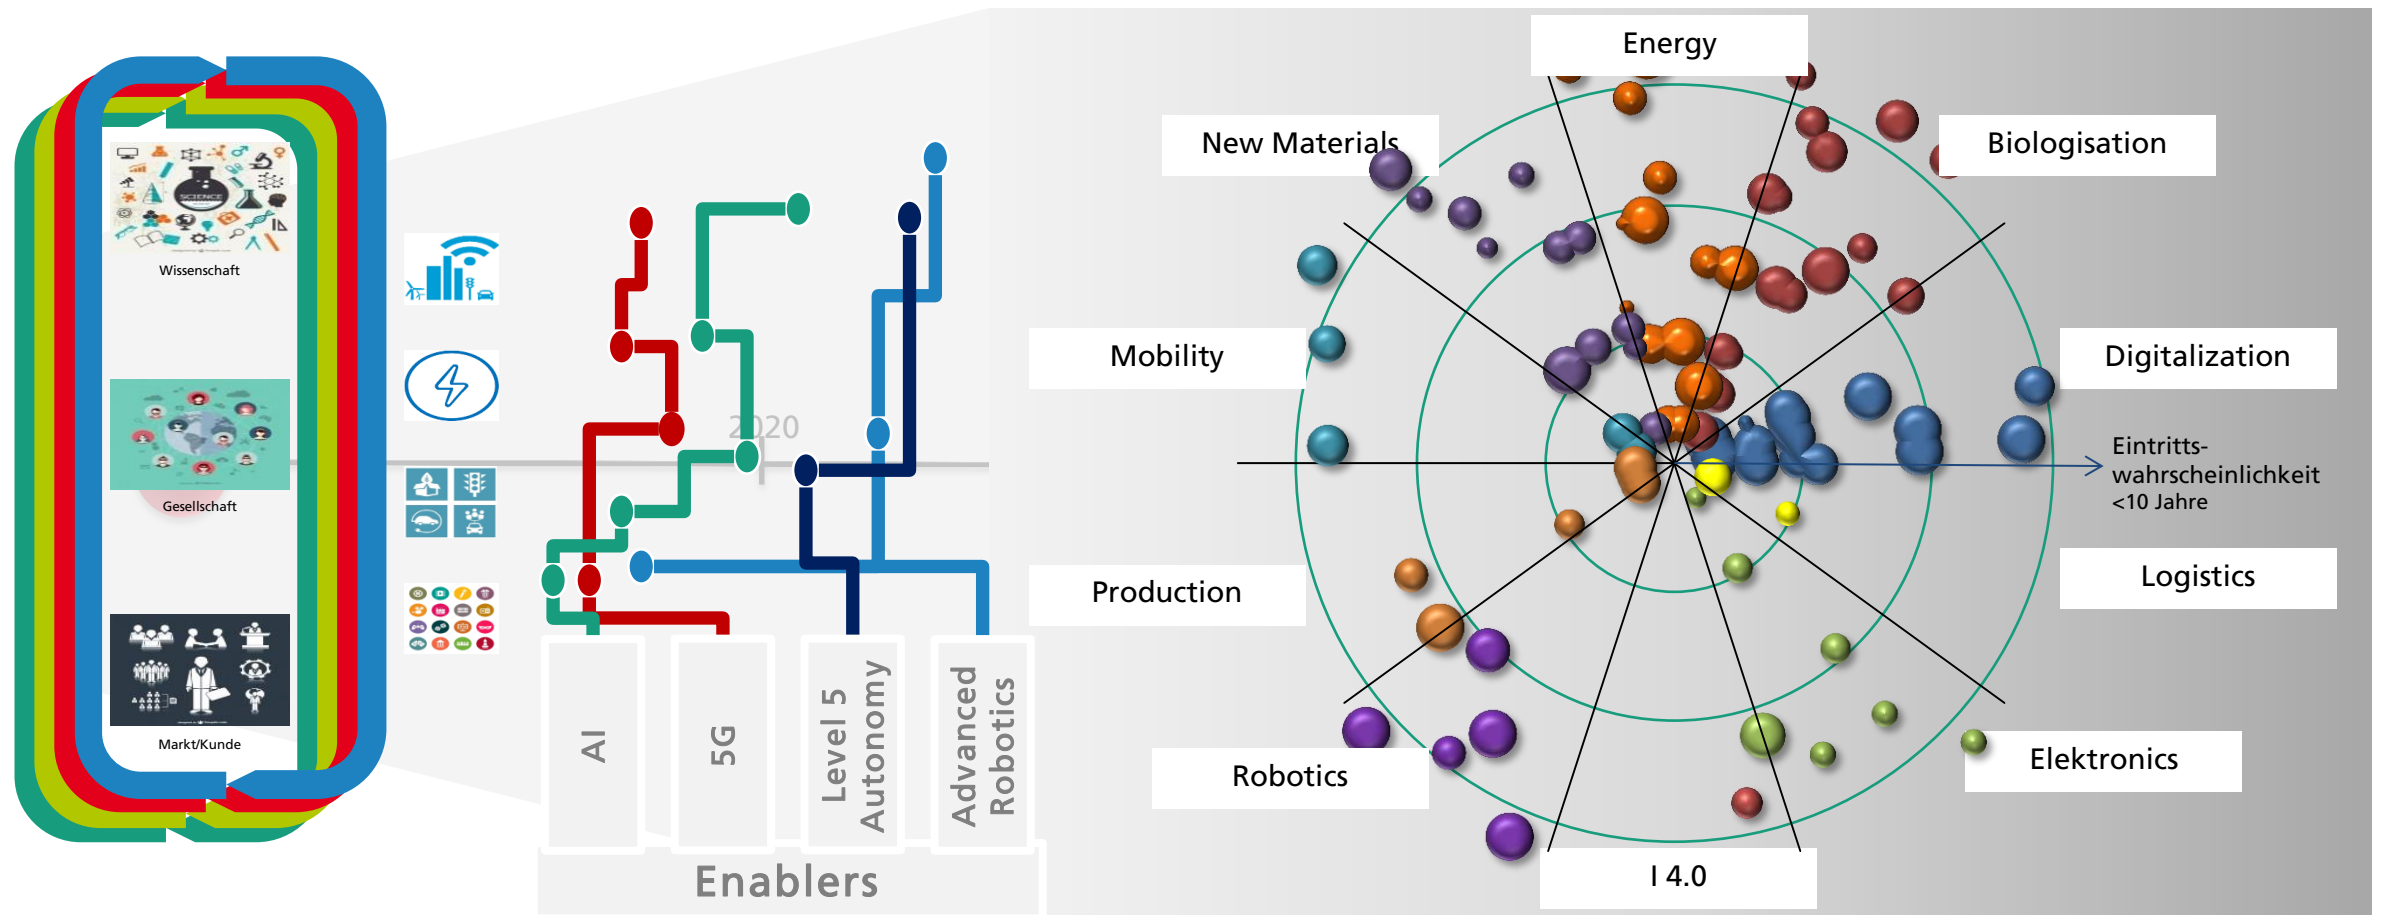 SCIENCE
Wissenschaft
Gesellschaft
Markt/Kunde
2020
AI
5G
Level 5
Autonomy
Advanced
Robotics
Enablers
Energy
New Materials
Biologisation
Mobility
Digitalization
Eintritts-
wahrscheinlichkeit
<10 Jahre
Production
Logistics
Robotics
Elektronics
I 4.0